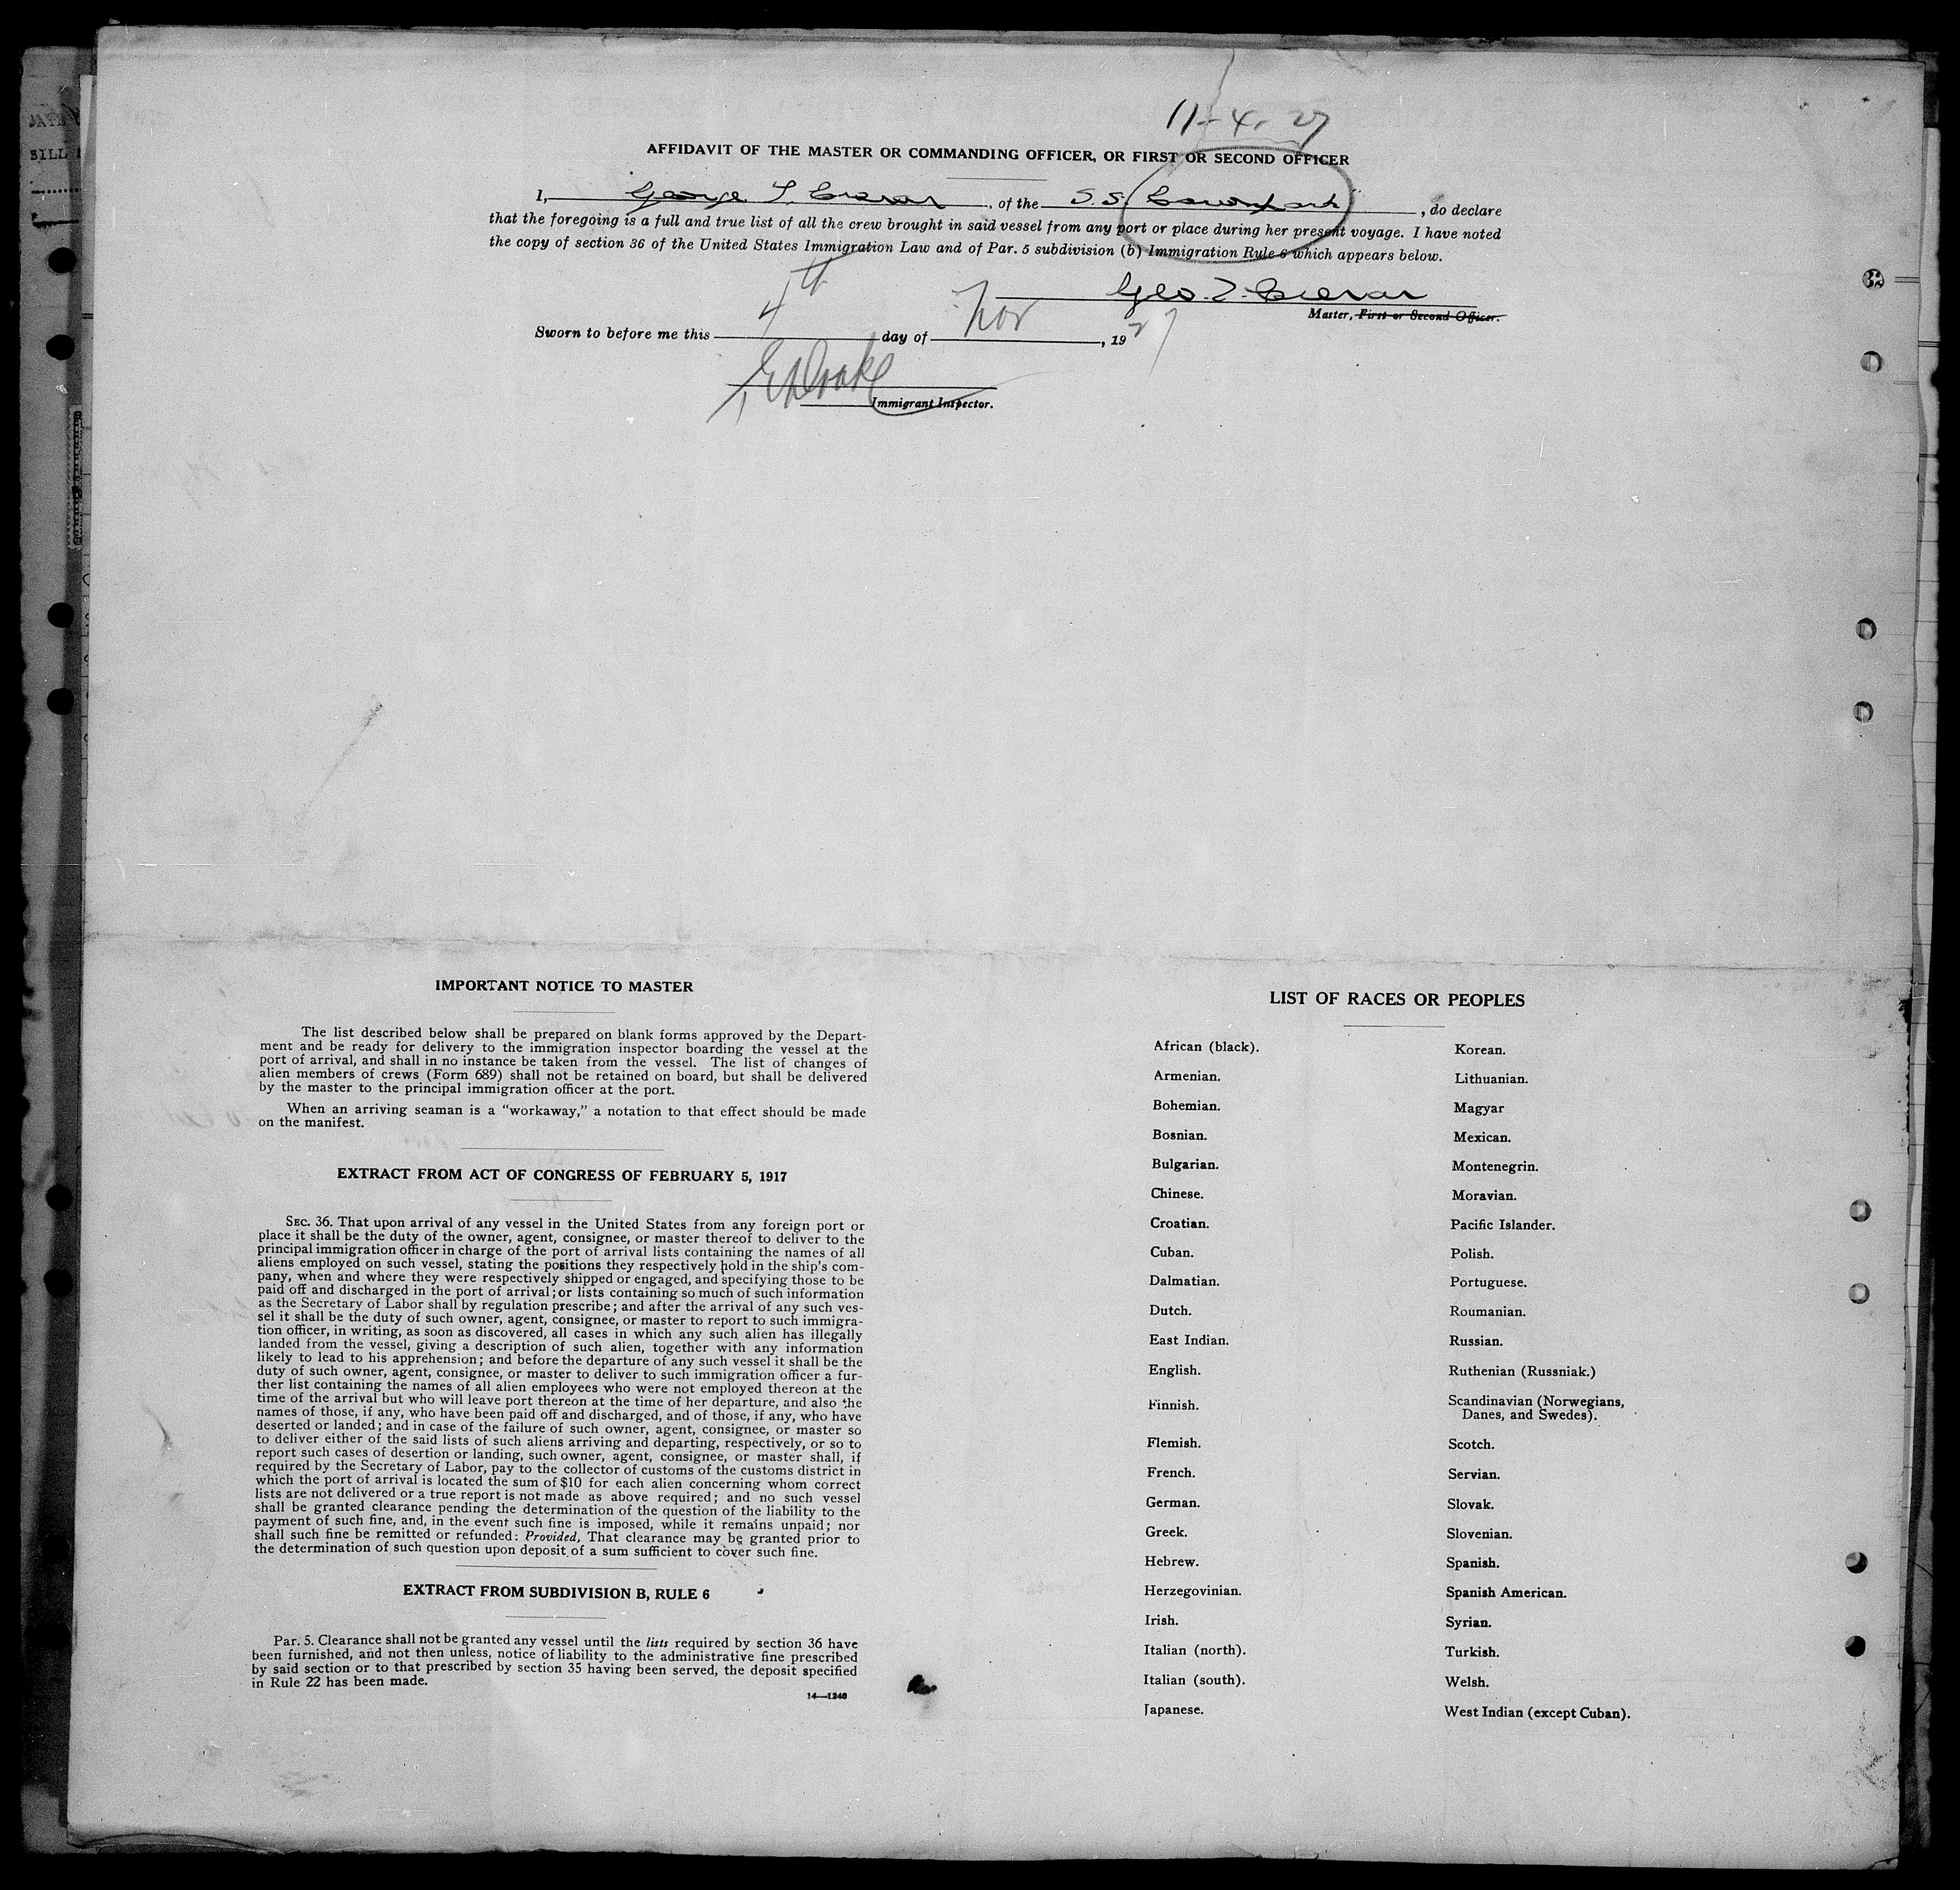 11-4-27
AFFIDAVIT OF THE MASTER OR COMMANDING OFFICER, OR FIRST OR SECOND OFFICER
I, George , of the S.S. , do declare
that the foregoing is a full and true list of all the crew brought in said vessel from any port or place during her present voyage. I have noted
the copy of section 36 of the United States Immigration Law and of Par. 5 subdivision (b) Immigration Rule 6 which appears below.
Geo.
Master, First or Second Officer.
Sworn to before me this 4th day of Nov, 1927
Drake
Immigrant Inspector.
IMPORTANT NOTICE TO MASTER
The list described below shall be prepared on blank forms approved by the Depart-
ment and be ready for delivery to the immigration inspector boarding the vessel at the
port of arrival, and shall in no instance be taken from the vessel. The list of changes of
alien members of crews (Form 689) shall not be retained on board, but shall be delivered
by the master to the principal immigration officer at the port.
When an arriving seaman is a "workaway," a notation to that effect should be made
on the manifest.
EXTRACT FROM ACT OF CONGRESS OF FEBRUARY 5, 1917
SEC. 36. That upon arrival of any vessel in the United States from any foreign port or
place it shall be the duty of the owner, agent, consignee, or master thereof to deliver to the
principal immigration officer in charge of the port of arrival lists containing the names of all
aliens employed on such vessel, stating the positions they respectively hold in the ship's com-
pany, when and where they were respectively shipped or engaged, and specifying those to be
paid off and discharged in the port of arrival; or lists containing so much of such information
as the Secretary of Labor shall by regulation prescribe; and after the arrival of any such ves-
sel it shall be the duty of such owner, agent, consignee, or master to report to such immigra-
tion officer, in writing, as soon as discovered, all cases in which any such alien has illegally
landed from the vessel, giving a description of such alien, together with any information
likely to lead to his apprehension; and before the departure of any such vessel it shall be the
duty of such owner, agent, consignee, or master to deliver to such immigration officer a fur-
ther list containing the names of all alien employees who were not employed thereon at the
time of the arrival but who will leave port thereon at the time of her departure, and also the
names of those, if any, who have been paid off and discharged, and of those, if any, who have
deserted or landed; and in case of the failure of such owner, agent, consignee, or master so
to deliver either of the said lists of such aliens arriving and departing, respectively, or so to
report such cases of desertion or landing, such owner, agent, consignee, or master shall, if
required by the Secretary of Labor, pay to the collector of customs of the customs district in
which the port of arrival is located the sum of $10 for each alien concerning whom correct
lists are not delivered or a true report is not made as above required; and no such vessel
shall be granted clearance pending the determination of the question of the liability to the
payment of such fine, and, in the event such fine is imposed, while it remains unpaid; nor
shall such fine be remitted or refunded: Provided, That clearance may be granted prior to
the determination of such question upon deposit of a sum sufficient to cover such fine.
EXTRACT FROM SUBDIVISION B, RULE 6
Par. 5. Clearance shall not be granted any vessel until the lists required by section 36 have
been furnished, and not then unless, notice of liability to the administrative fine prescribed
by said section or to that prescribed by section 35 having been served, the deposit specified
in Rule 22 has been made.
14—1240
LIST OF RACES OR PEOPLES
African (black).
Armenian.
Bohemian.
Bosnian.
Bulgarian.
Chinese.
Croatian.
Cuban.
Dalmatian.
Dutch.
East Indian.
English.
Finnish.
Flemish.
French.
German.
Greek.
Hebrew.
Herzegovinian.
Irish.
Italian (north).
Italian (south).
Japanese.
Korean.
Lithuanian.
Magyar
Mexican.
Montenegrin.
Moravian.
Pacific Islander.
Polish.
Portuguese.
Roumanian.
Russian.
Ruthenian (Russniak.)
Scandinavian (Norwegians,
Danes, and Swedes).
Scotch.
Servian.
Slovak.
Slovenian.
Spanish.
Spanish American.
Syrian.
Turkish.
Welsh.
West Indian (except Cuban).